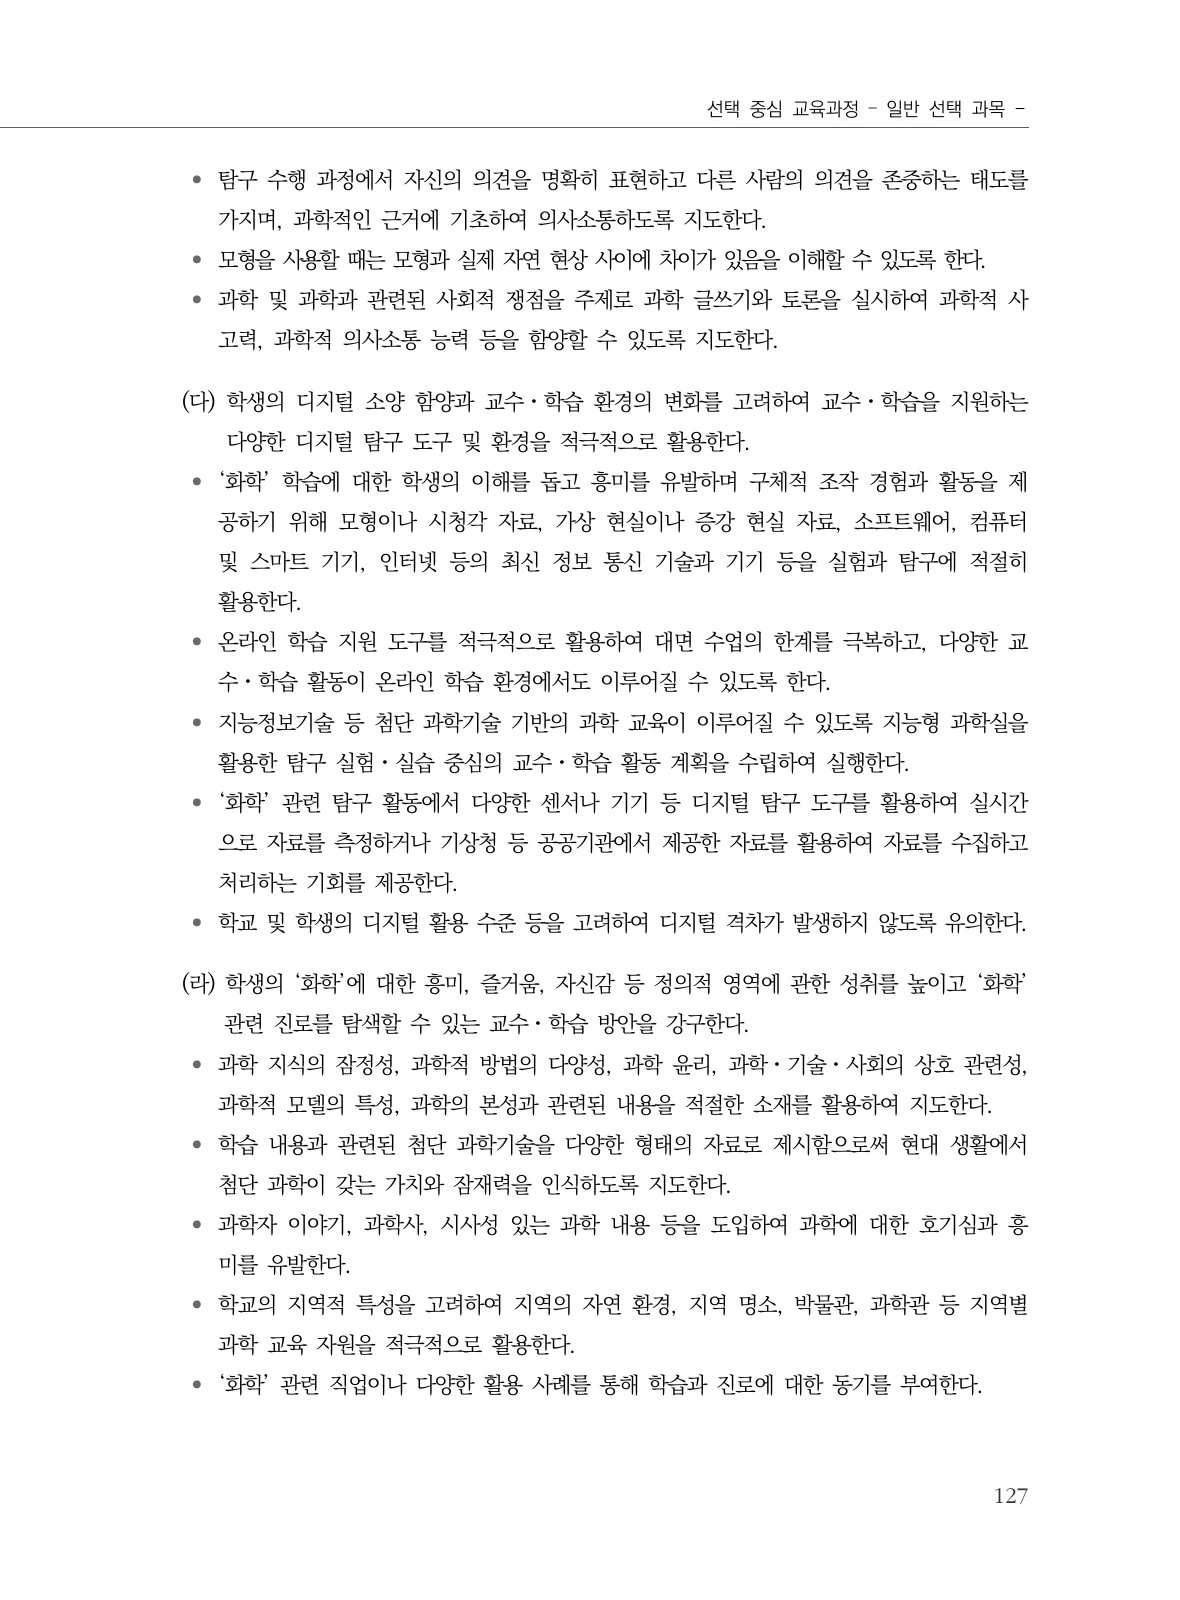 선택 중심 교육과정 - 일반 선택 과목 -
• 탐구 수행 과정에서 자신의 의견을 명확히 표현하고 다른 사람의 의견을 존중하는 태도를
가지며, 과학적인 근거에 기초하여 의사소통하도록 지도한다.
• 모형을 사용할 때는 모형과 실제 자연 현상 사이에 차이가 있음을 이해할 수 있도록 한다.
• 과학 및 과학과 관련된 사회적 쟁점을 주제로 과학 글쓰기와 토론을 실시하여 과학적 사
고력, 과학적 의사소통 능력 등을 함양할 수 있도록 지도한다.
(다) 학생의 디지털 소양 함양과 교수・학습 환경의 변화를 고려하여 교수・학습을 지원하는
다양한 디지털 탐구 도구 및 환경을 적극적으로 활용한다.
• ‘화학’ 학습에 대한 학생의 이해를 돕고 흥미를 유발하며 구체적 조작 경험과 활동을 제
공하기 위해 모형이나 시청각 자료, 가상 현실이나 증강 현실 자료, 소프트웨어, 컴퓨터
및 스마트 기기, 인터넷 등의 최신 정보 통신 기술과 기기 등을 실험과 탐구에 적절히
활용한다.
• 온라인 학습 지원 도구를 적극적으로 활용하여 대면 수업의 한계를 극복하고, 다양한 교
수・학습 활동이 온라인 학습 환경에서도 이루어질 수 있도록 한다.
• 지능정보기술 등 첨단 과학기술 기반의 과학 교육이 이루어질 수 있도록 지능형 과학실을
활용한 탐구 실험・실습 중심의 교수・학습 활동 계획을 수립하여 실행한다.
• ‘화학’ 관련 탐구 활동에서 다양한 센서나 기기 등 디지털 탐구 도구를 활용하여 실시간
으로 자료를 측정하거나 기상청 등 공공기관에서 제공한 자료를 활용하여 자료를 수집하고
처리하는 기회를 제공한다.
• 학교 및 학생의 디지털 활용 수준 등을 고려하여 디지털 격차가 발생하지 않도록 유의한다.
(라) 학생의 ‘화학’에 대한 흥미, 즐거움, 자신감 등 정의적 영역에 관한 성취를 높이고 ‘화학’
관련 진로를 탐색할 수 있는 교수・학습 방안을 강구한다.
• 과학 지식의 잠정성, 과학적 방법의 다양성, 과학 윤리, 과학・기술・사회의 상호 관련성,
과학적 모델의 특성, 과학의 본성과 관련된 내용을 적절한 소재를 활용하여 지도한다.
• 학습 내용과 관련된 첨단 과학기술을 다양한 형태의 자료로 제시함으로써 현대 생활에서
첨단 과학이 갖는 가치와 잠재력을 인식하도록 지도한다.
• 과학자 이야기, 과학사, 시사성 있는 과학 내용 등을 도입하여 과학에 대한 호기심과 흥
미를 유발한다.
• 학교의 지역적 특성을 고려하여 지역의 자연 환경, 지역 명소, 박물관, 과학관 등 지역별
과학 교육 자원을 적극적으로 활용한다.
• ‘화학’ 관련 직업이나 다양한 활용 사례를 통해 학습과 진로에 대한 동기를 부여한다.
127